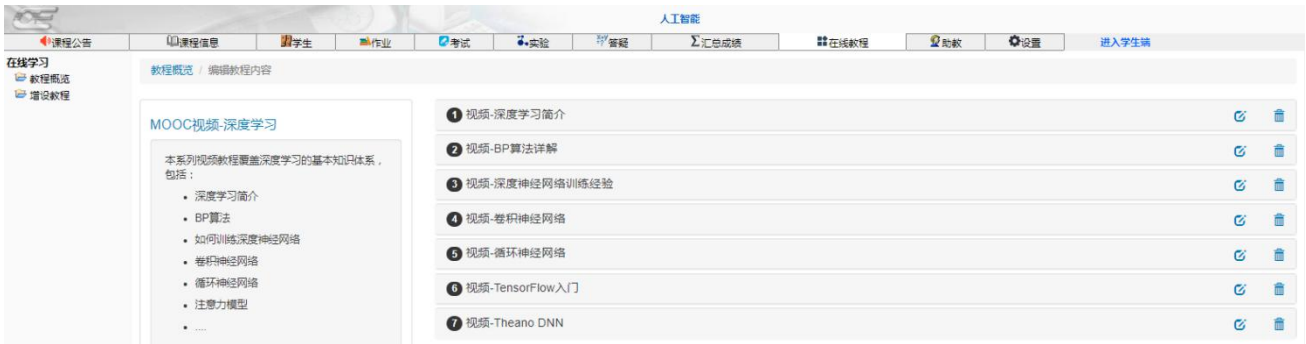 人工智能
课程公告 课程信息 学生 作业 考试 实验 答疑 Σ汇总成绩 在线教程 助教 设置 进入学生端
在线学习
教程概览
增设教程
教程概览 / 编辑教程内容
MOOC视频-深度学习
本系列视频教程覆盖深度学习的基本知识体系，
包括：
• 深度学习简介
• BP算法
• 如何训练深度神经网络
• 卷积神经网络
• 循环神经网络
• 注意力模型
• ....
1 视频-深度学习简介
2 视频-BP算法详解
3 视频-深度神经网络训练经验
4 视频-卷积神经网络
5 视频-循环神经网络
6 视频-TensorFlow入门
7 视频-Theano DNN